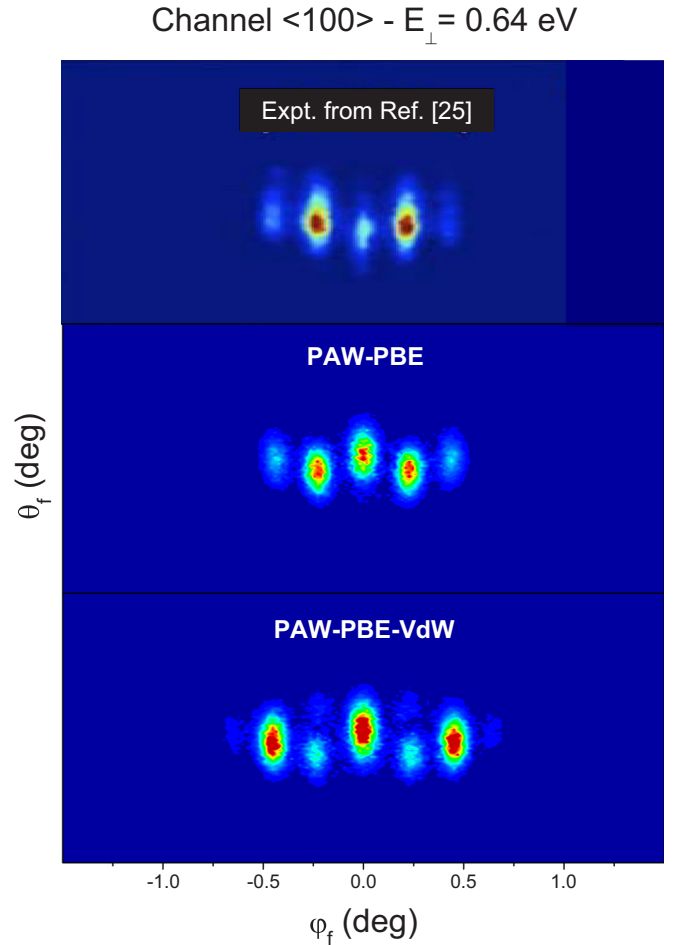 Channel <100> - E⊥= 0.64 eV
Expt. from Ref. [25]
PAW-PBE
θf (deg)
PAW-PBE-VdW
-1.0 -0.5 0.0 0.5 1.0
φf (deg)